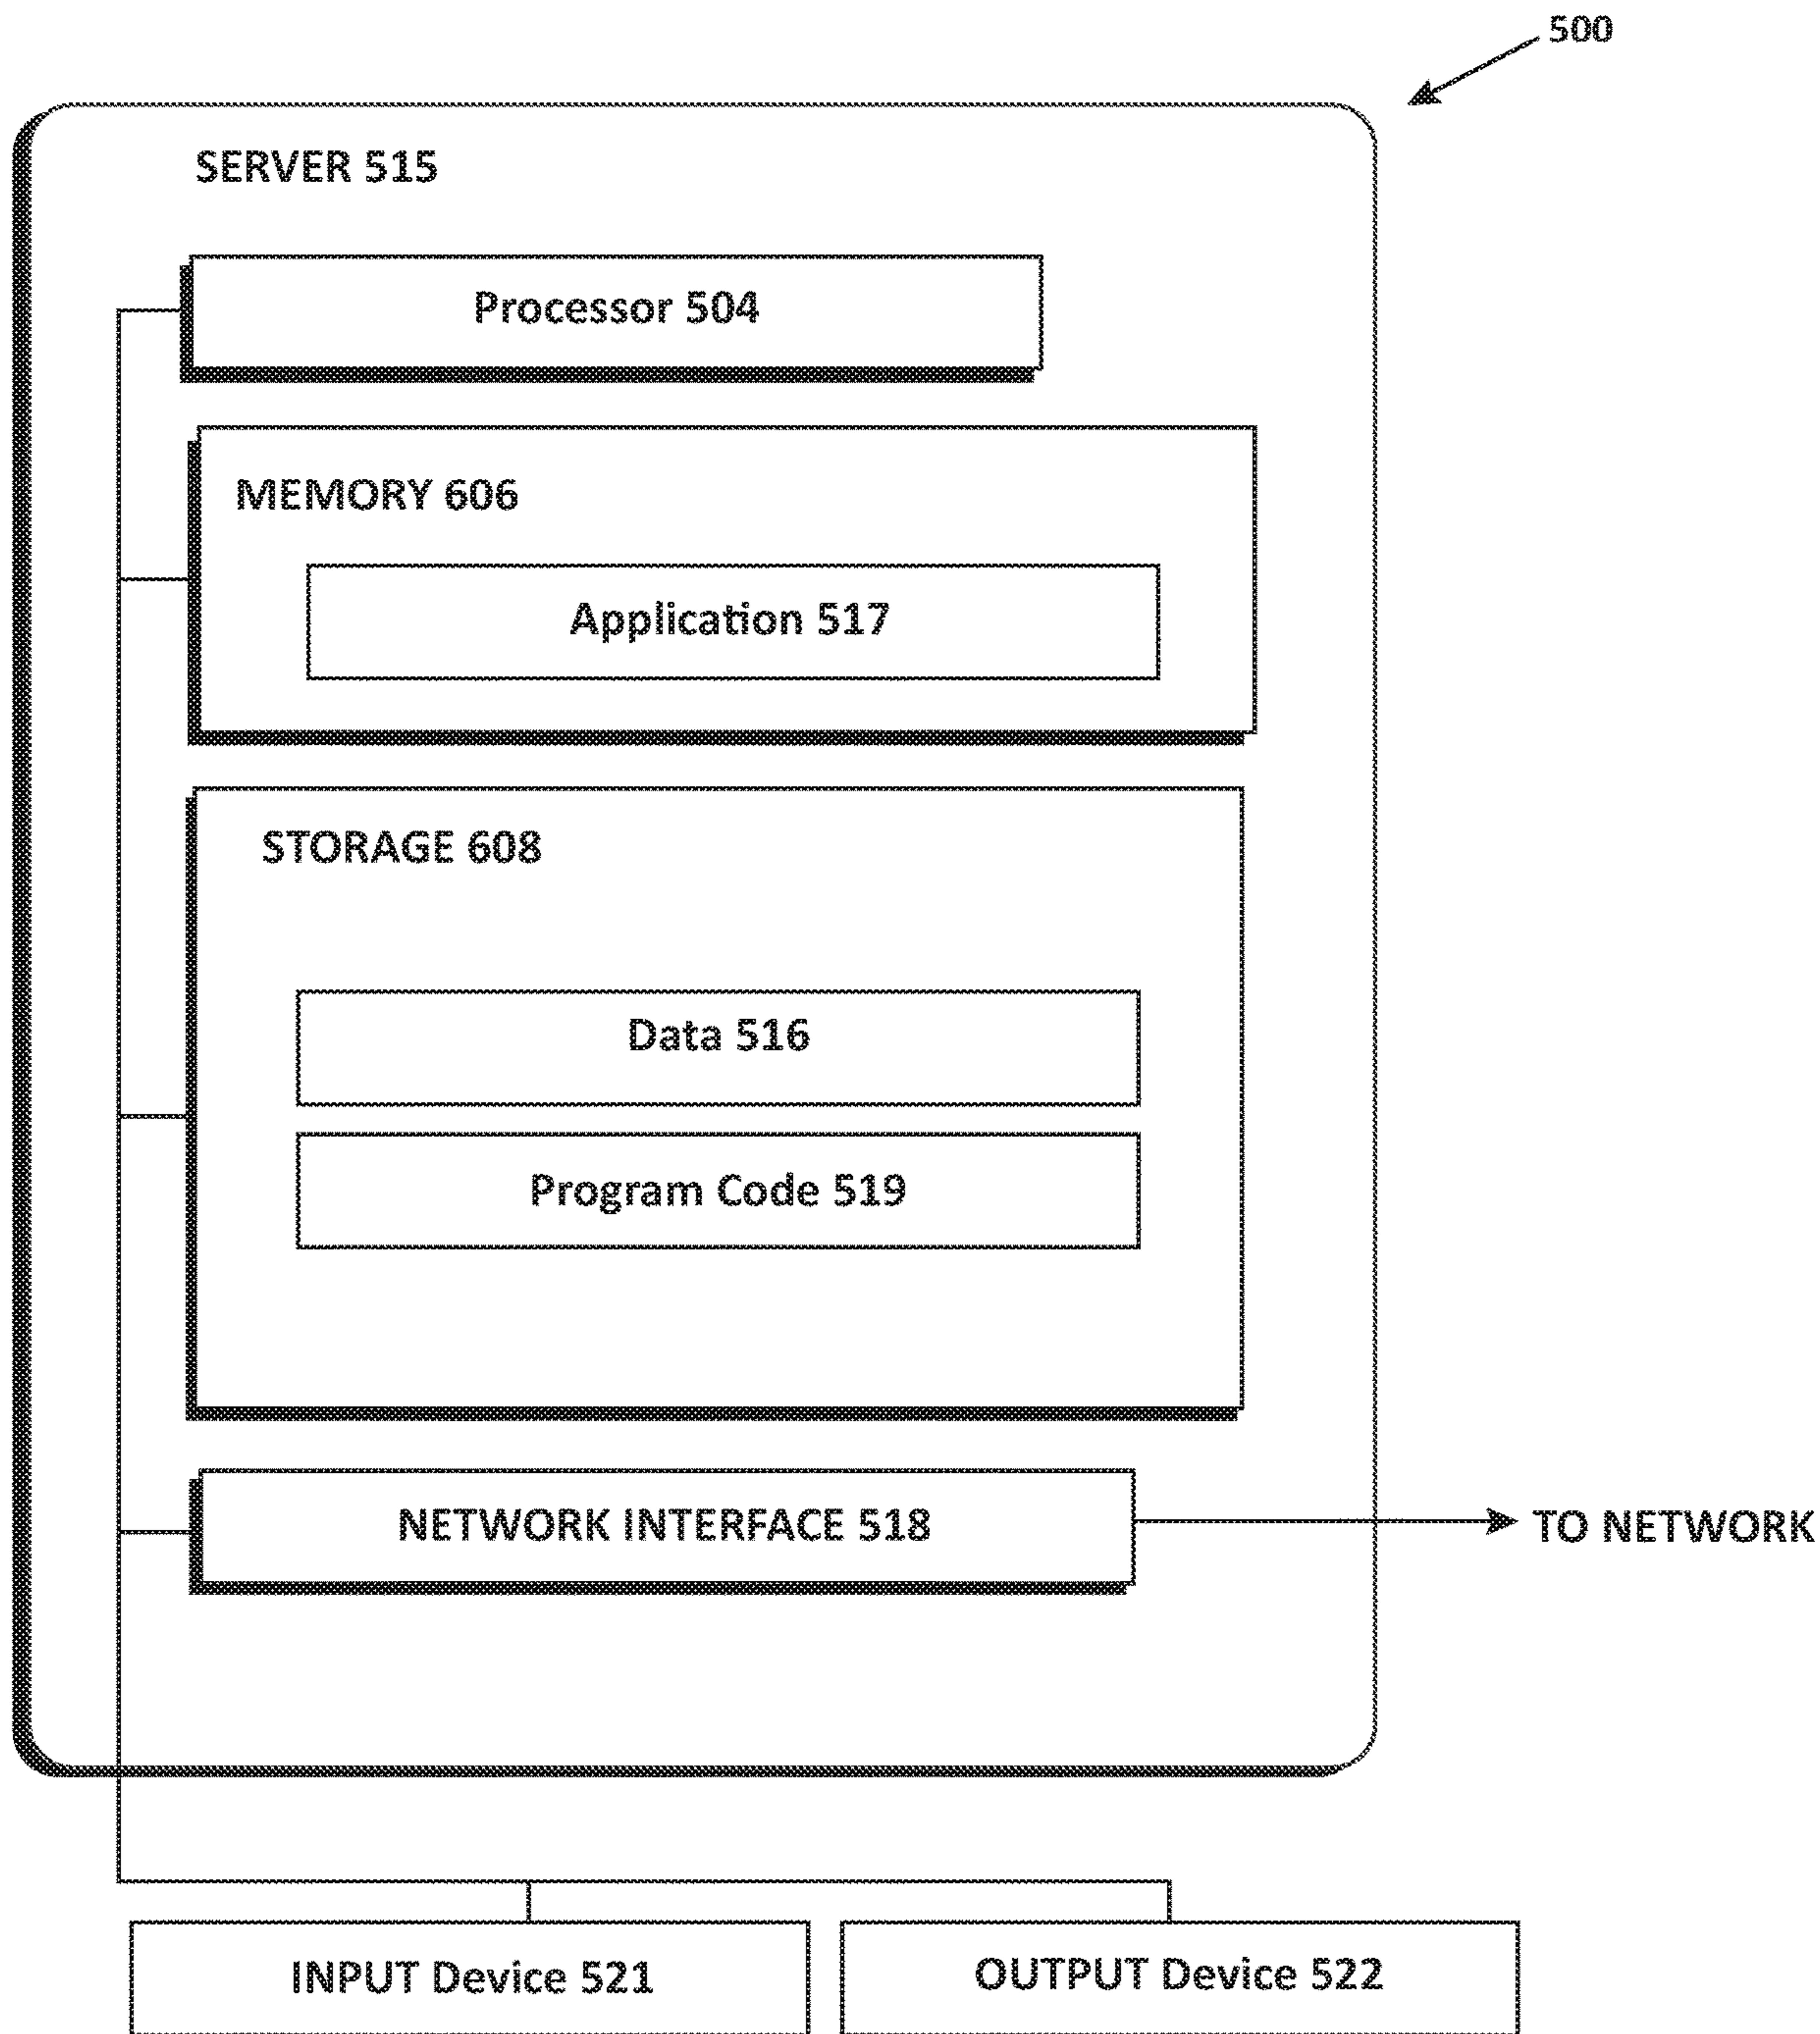 500
SERVER 515
Processor 504
MEMORY 606
Application 517
STORAGE 608
Data 516
Program Code 519
NETWORK INTERFACE 518
TO NETWORK
INPUT Device 521
OUTPUT Device 522